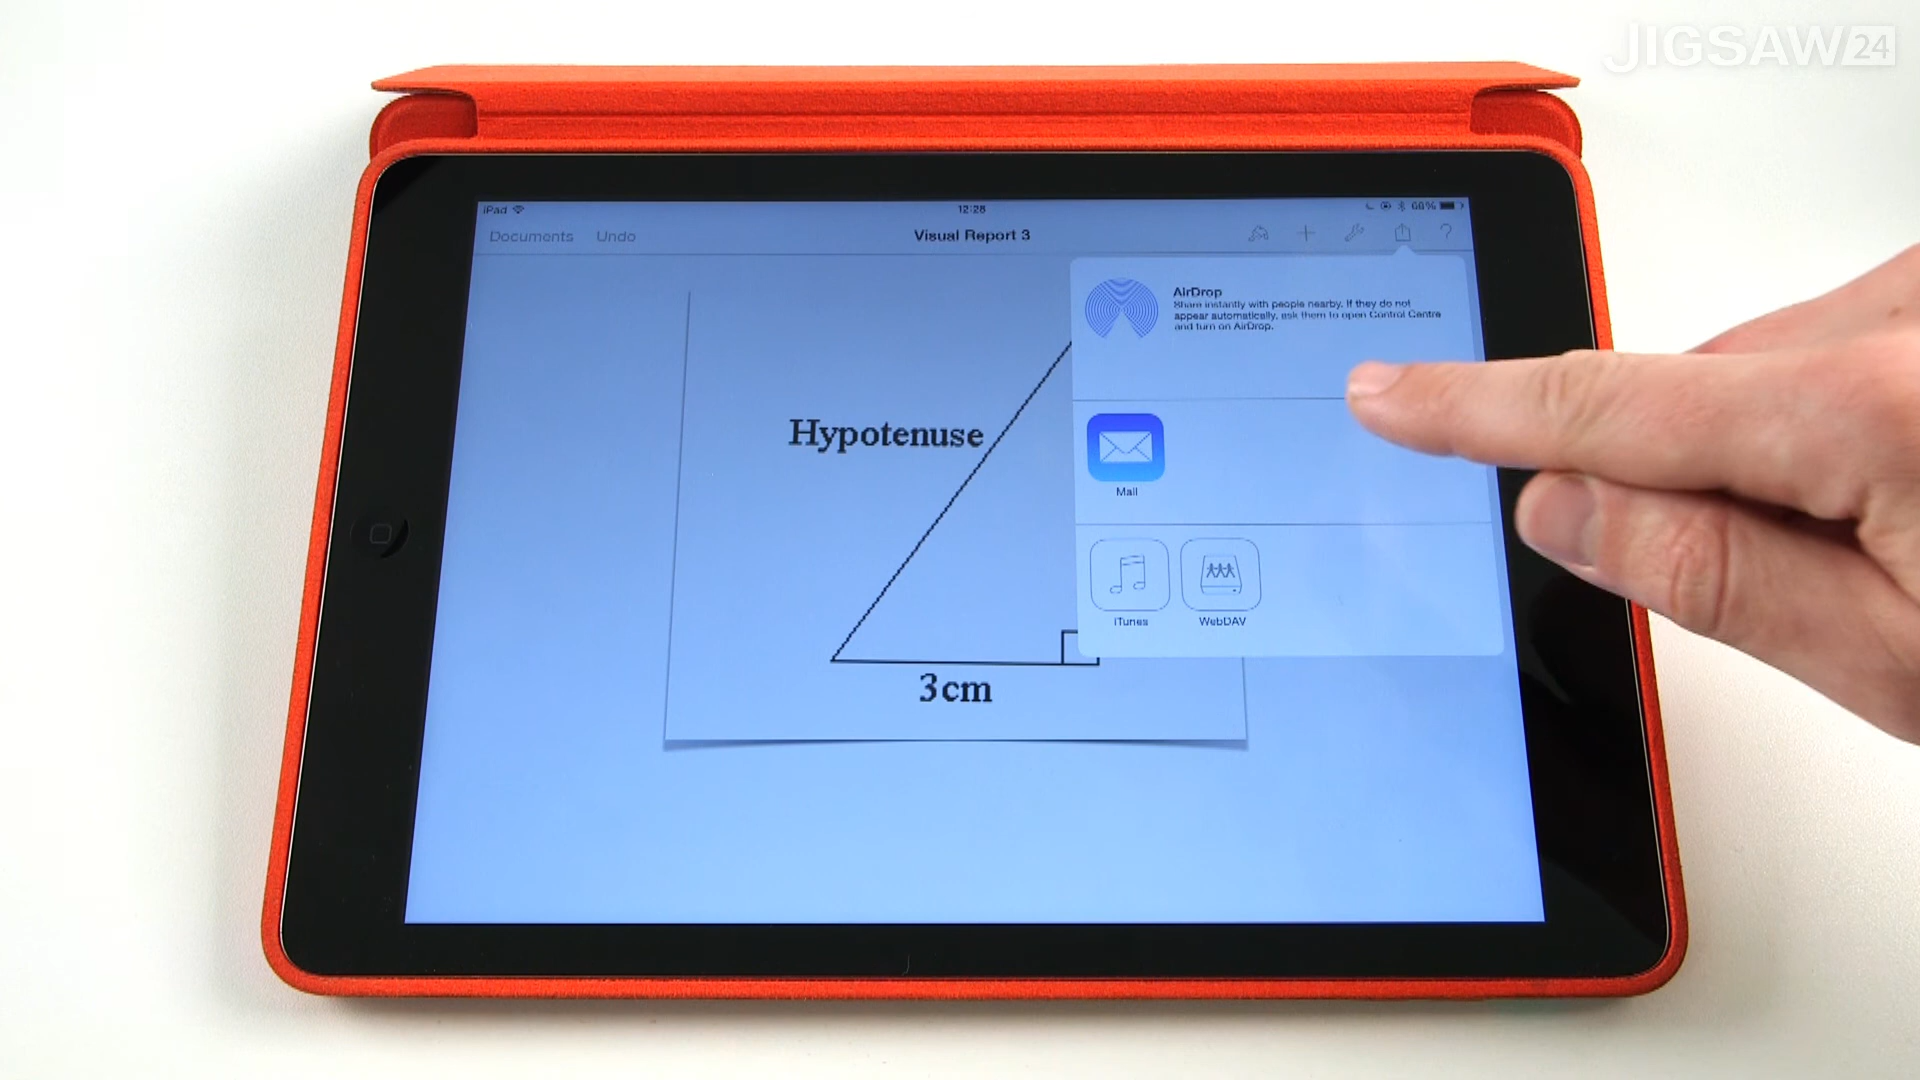 JIGSAW24
iPad
12:28
68%
Documents
Undo
Visual Report 3
?
AirDrop
Share instantly with people nearby. If they do not
appear automatically, ask them to open Control Centre
and turn on AirDrop.
Hypotenuse
Mail
iTunes
WebDAV
3cm